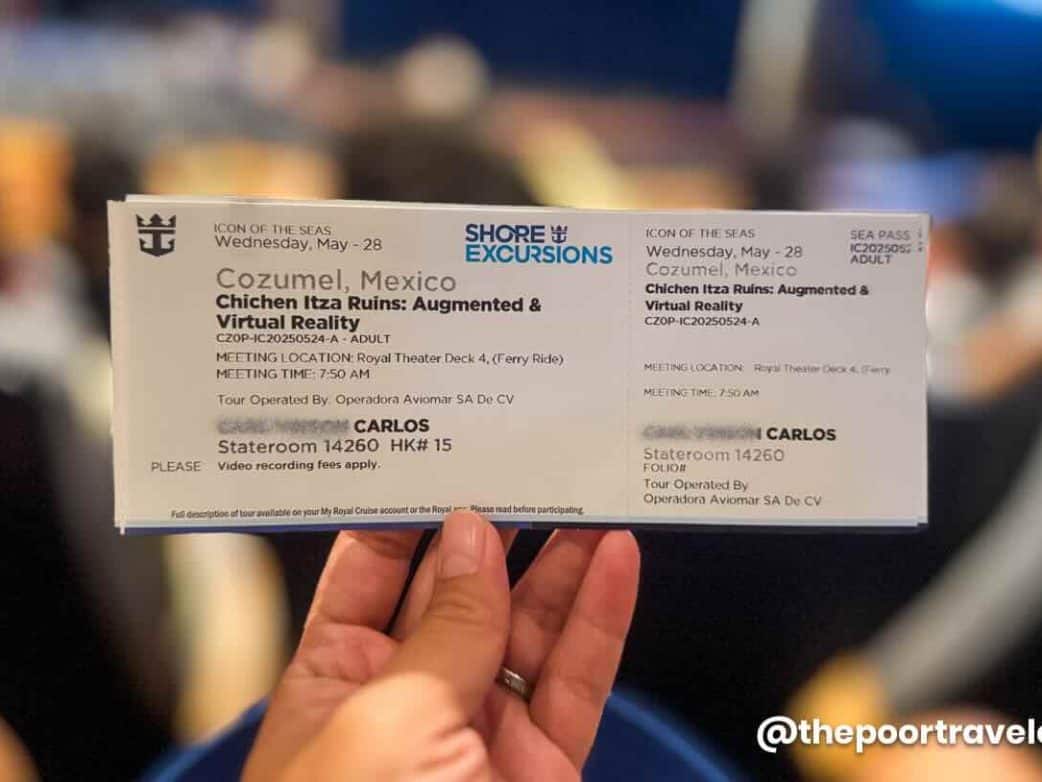 ICON OF THE SEAS
Wednesday, May - 28
SHORE
EXCURSIONS
Cozumel, Mexico
Chichen Itza Ruins: Augmented &
Virtual Reality
CZ0P-IC20250524-A - ADULT
MEETING LOCATION: Royal Theater Deck 4, (Ferry Ride)
MEETING TIME: 7:50 AM
Tour Operated By: Operadora Aviomar SA De CV
CARLOS
Stateroom 14260 HK# 15
PLEASE Video recording fees apply.
Full description of tour available on your My Royal Cruise account or the Royal Please read before participating.
ICON OF THE SEAS
Wednesday, May - 28
Cozumel, Mexico
Chichen Itza Ruins: Augmented &
Virtual Reality
CZ0P-IC20250524-A
SEA PASS
IC202505
ADULT
MEETING LOCATION: Royal Theater Deck 4, (Ferry
MEETING TIME: 7:50 AM
CARLOS
Stateroom 14260
FOLIO#
Tour Operated By
Operadora Aviomar SA De CV
@thepoortravel